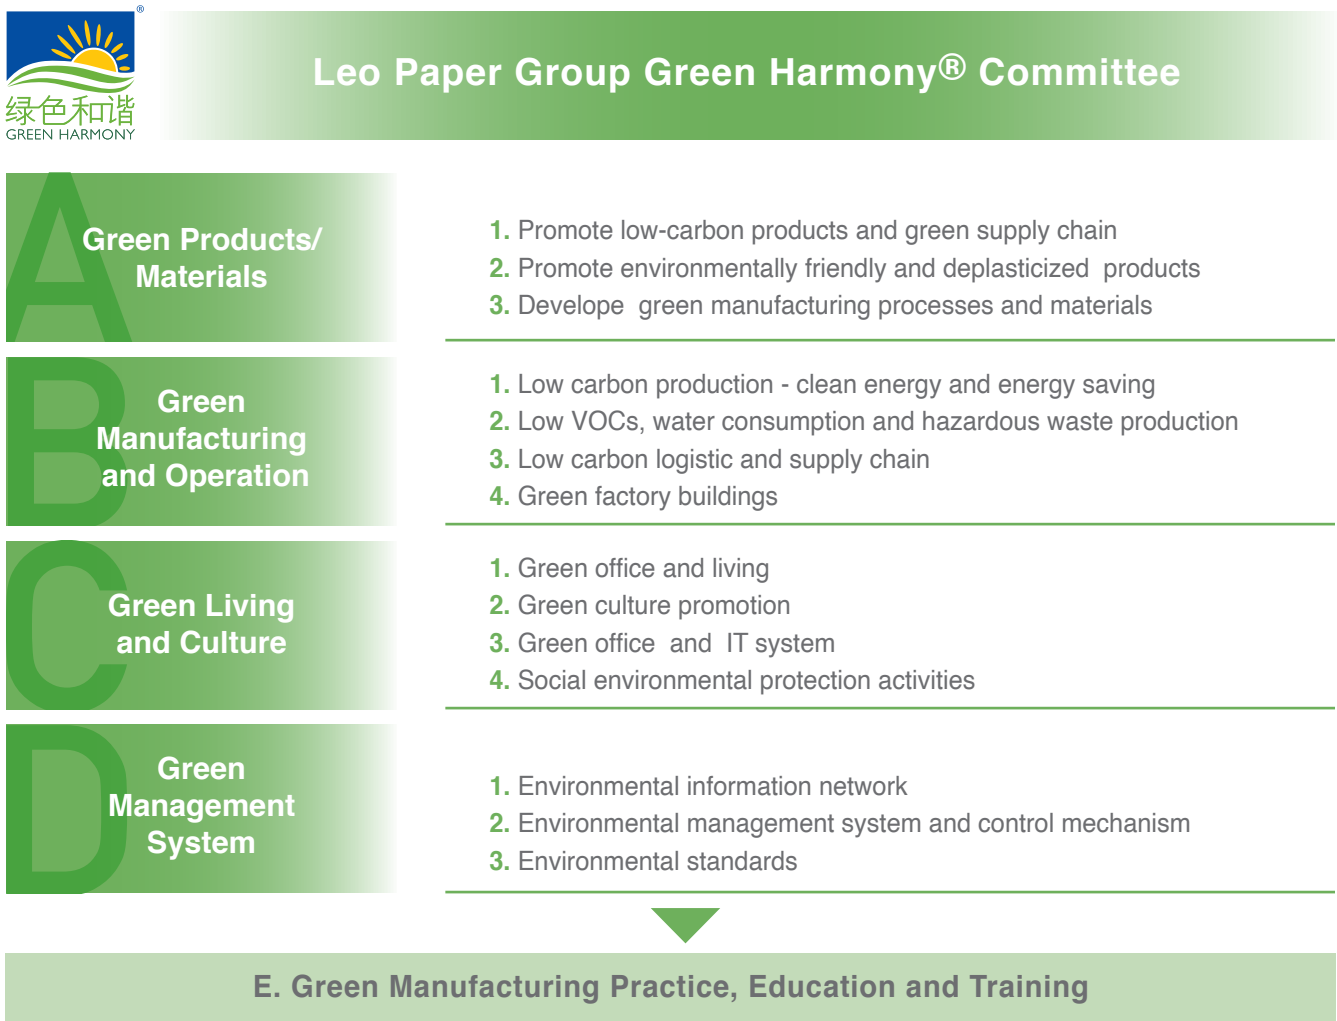 ®
绿色和谐
GREEN HARMONY
Leo Paper Group Green Harmony® Committee
A
Green Products/
Materials
1. Promote low-carbon products and green supply chain
2. Promote environmentally friendly and deplasticized products
3. Develope green manufacturing processes and materials
B
Green
Manufacturing
and Operation
1. Low carbon production - clean energy and energy saving
2. Low VOCs, water consumption and hazardous waste production
3. Low carbon logistic and supply chain
4. Green factory buildings
C
Green Living
and Culture
1. Green office and living
2. Green culture promotion
3. Green office and IT system
4. Social environmental protection activities
D
Green
Management
System
1. Environmental information network
2. Environmental management system and control mechanism
3. Environmental standards
E. Green Manufacturing Practice, Education and Training